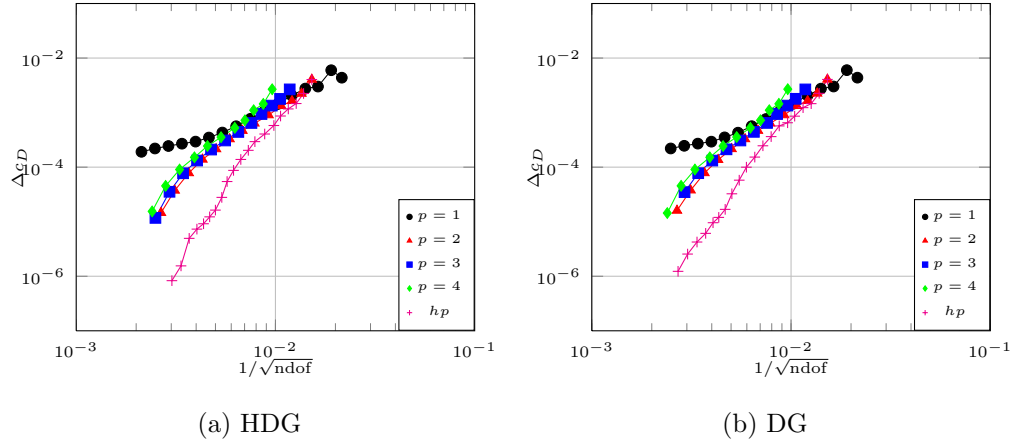 10^{-2}
10^{-4}
10^{-6}
Δ_{c_D}
10^{-3}
10^{-2}
10^{-1}
1/√ndof
p = 1
p = 2
p = 3
p = 4
hp
(a) HDG
10^{-2}
10^{-4}
10^{-6}
Δ_{c_D}
10^{-3}
10^{-2}
10^{-1}
1/√ndof
p = 1
p = 2
p = 3
p = 4
hp
(b) DG